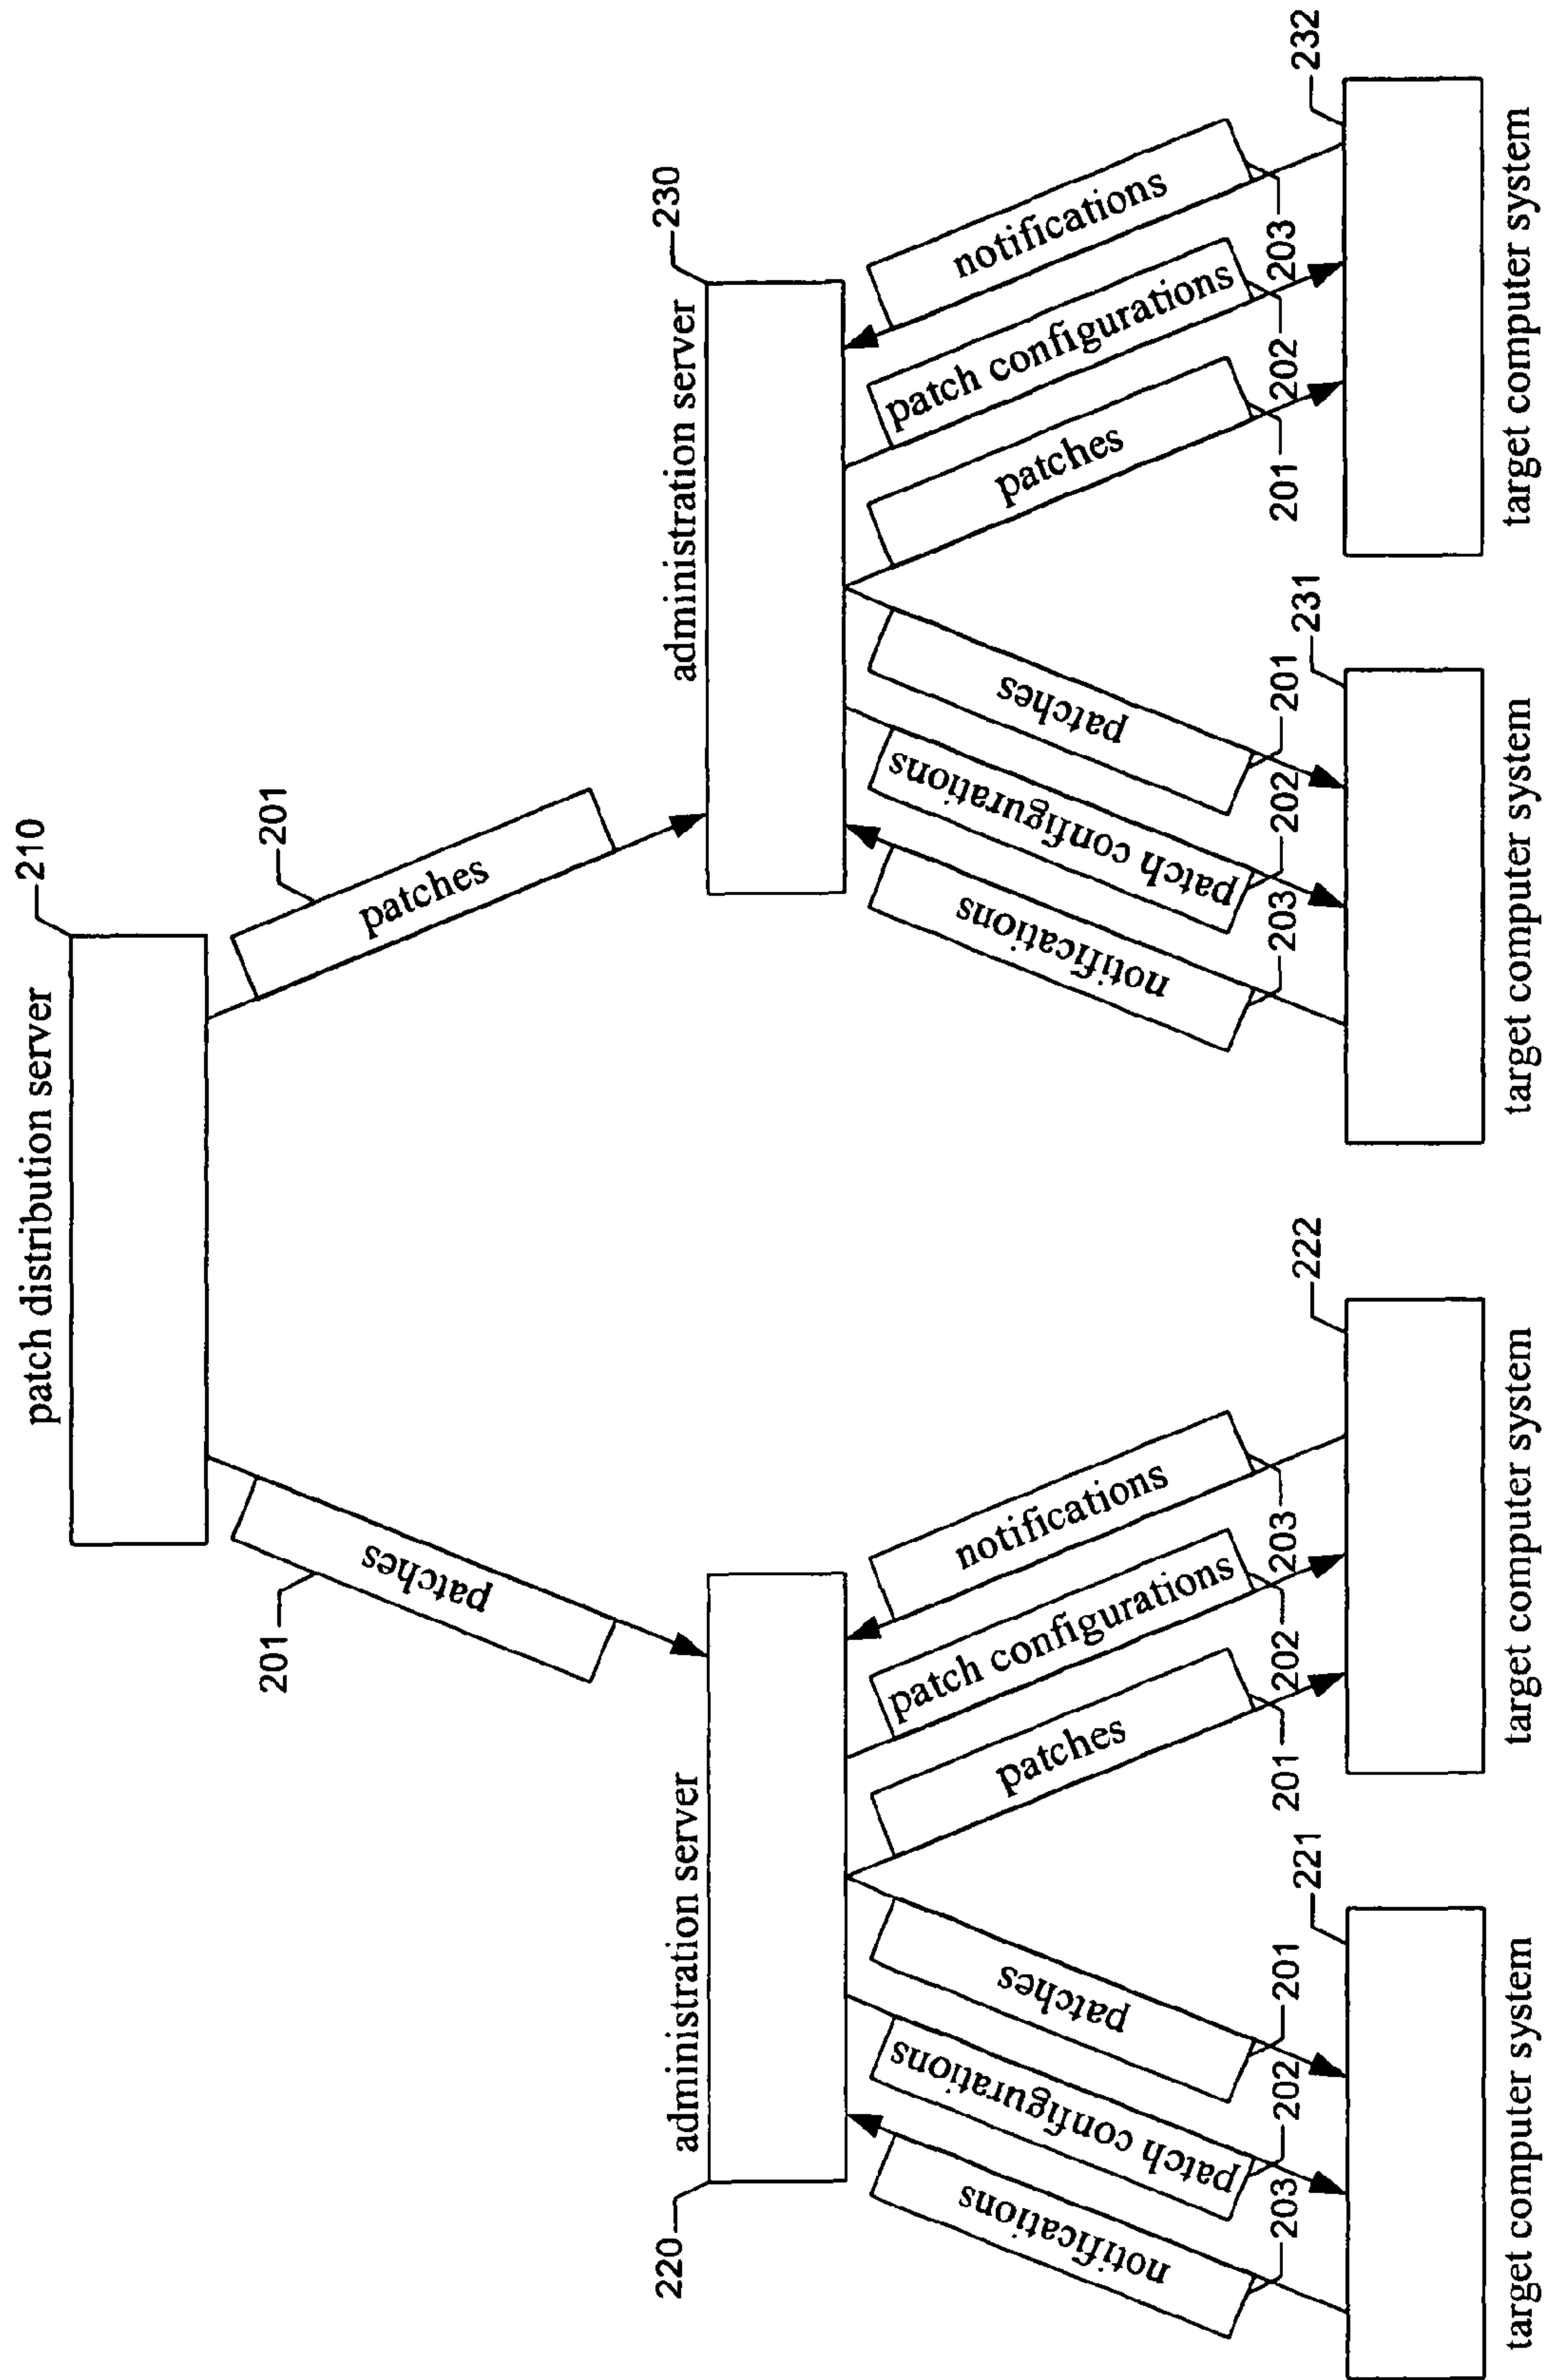 patch distribution server
210
201
patches
patches
201
administration server
220
administration server
230
notifications
patch configurations
patches
patches
patch configurations
notifications
notifications
patch configurations
patches
patches
patch configurations
notifications
203
202
201
221
201
202
203
222
203
202
201
231
201
202
203
232
target computer system
target computer system
target computer system
target computer system